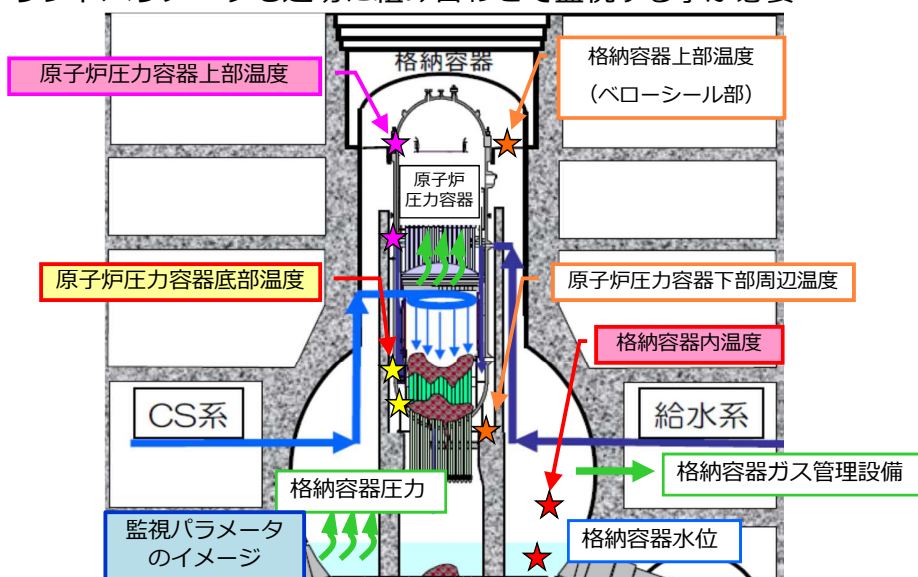 格納容器
原子炉圧力容器上部温度
格納容器上部温度
(ベローシール部)
原子炉
圧力容器
原子炉圧力容器底部温度
原子炉圧力容器下部周辺温度
格納容器内温度
CS系
給水系
格納容器ガス管理設備
格納容器圧力
格納容器水位
監視パラメータ
のイメージ